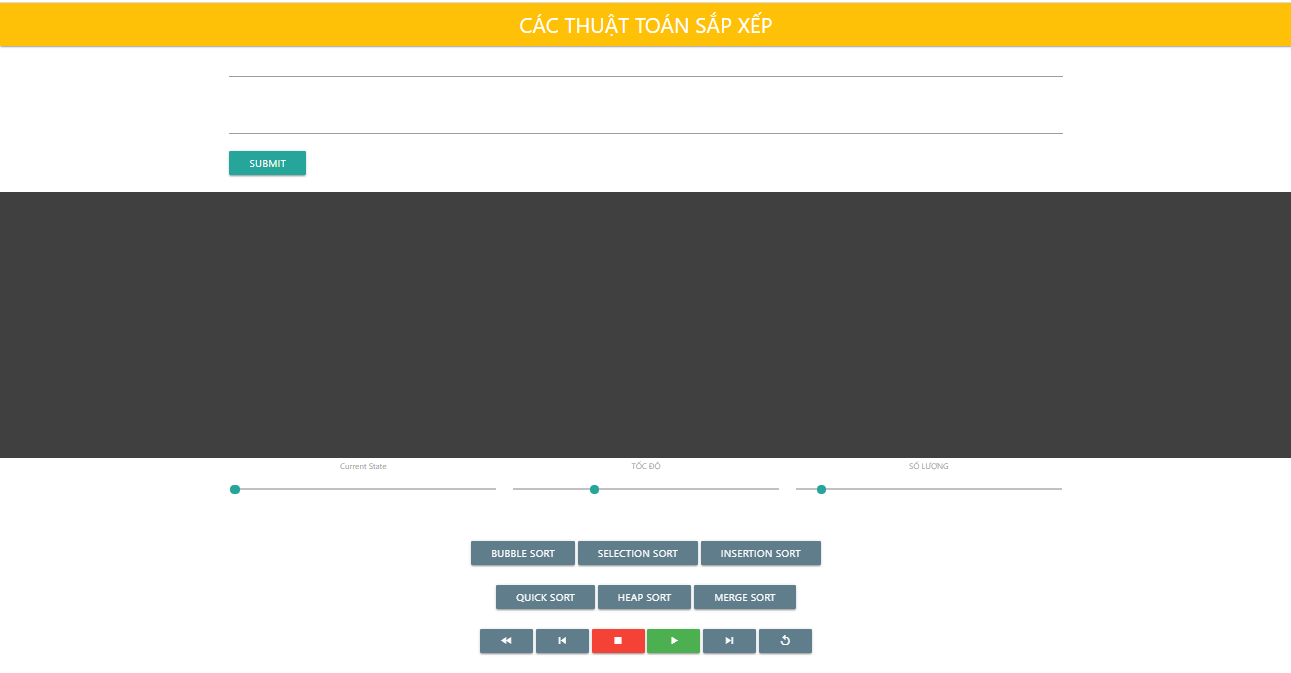 CÁC THUẬT TOÁN SẮP XẾP
SUBMIT
Current State
TỐC ĐỘ
SỐ LƯỢNG
BUBBLE SORT
SELECTION SORT
INSERTION SORT
QUICK SORT
HEAP SORT
MERGE SORT